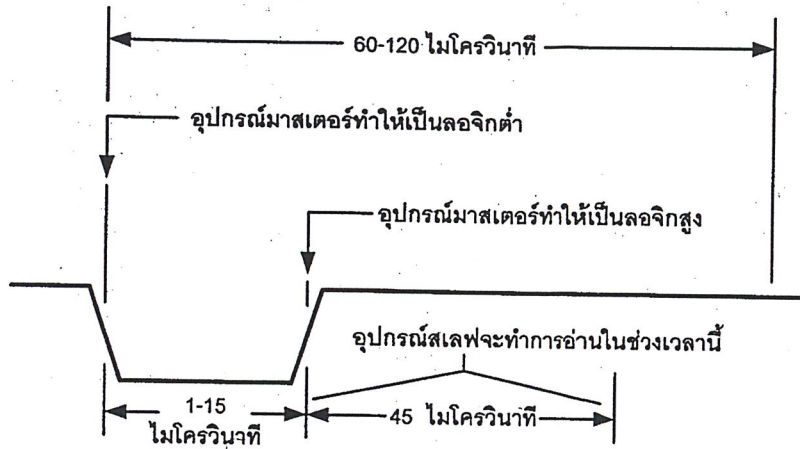 60-120 ไมโครวินาที
อุปกรณ์มาสเตอร์ทำให้เป็นลอจิกต่ำ
อุปกรณ์มาสเตอร์ทำให้เป็นลอจิกสูง
อุปกรณ์สเลฟจะทำการอ่านในช่วงเวลานี้
1-15
ไมโครวินาที
45 ไมโครวินาที